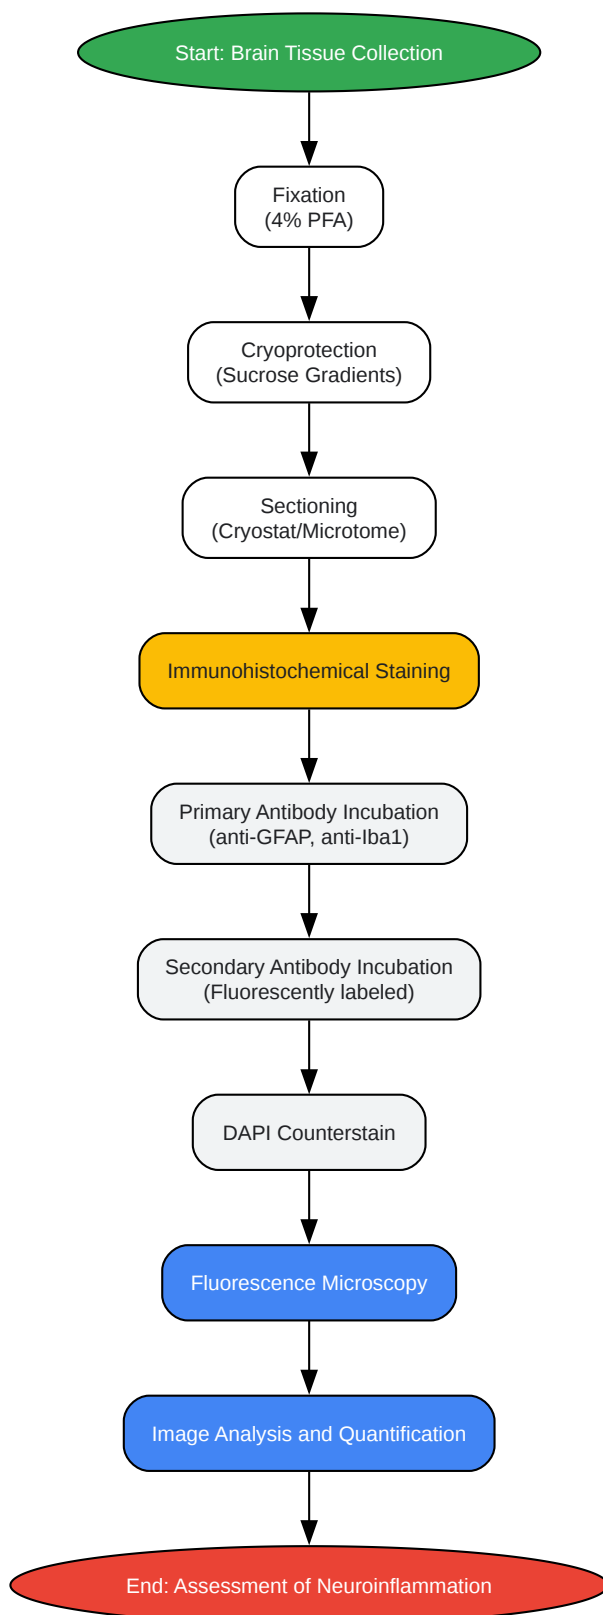 Start: Brain Tissue Collection
Fixation
(4% PFA)
Cryoprotection
(Sucrose Gradients)
Sectioning
(Cryostat/Microtome)
Immunohistochemical Staining
Primary Antibody Incubation
(anti-GFAP, anti-Iba1)
Secondary Antibody Incubation
(Fluorescently labeled)
DAPI Counterstain
Fluorescence Microscopy
Image Analysis and Quantification
End: Assessment of Neuroinflammation